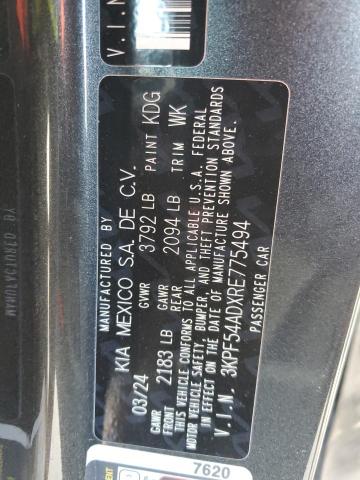 V.I.N
MANUFACTURED BY
KIA MEXICO S.A. DE C.V.
03/24 GVWR 3792 LB PAINT KDG
GAWR FRONT 2183 LB GAWR REAR 2094 LB TRIM WK
THIS VEHICLE CONFORMS TO ALL APPLICABLE U.S.A. FEDERAL
MOTOR VEHICLE SAFETY, BUMPER, AND THEFT PREVENTION STANDARDS
IN EFFECT ON THE DATE OF MANUFACTURE SHOWN ABOVE.
V.I.N. 3KPF54ADXRE775494
PASSENGER CAR
7620